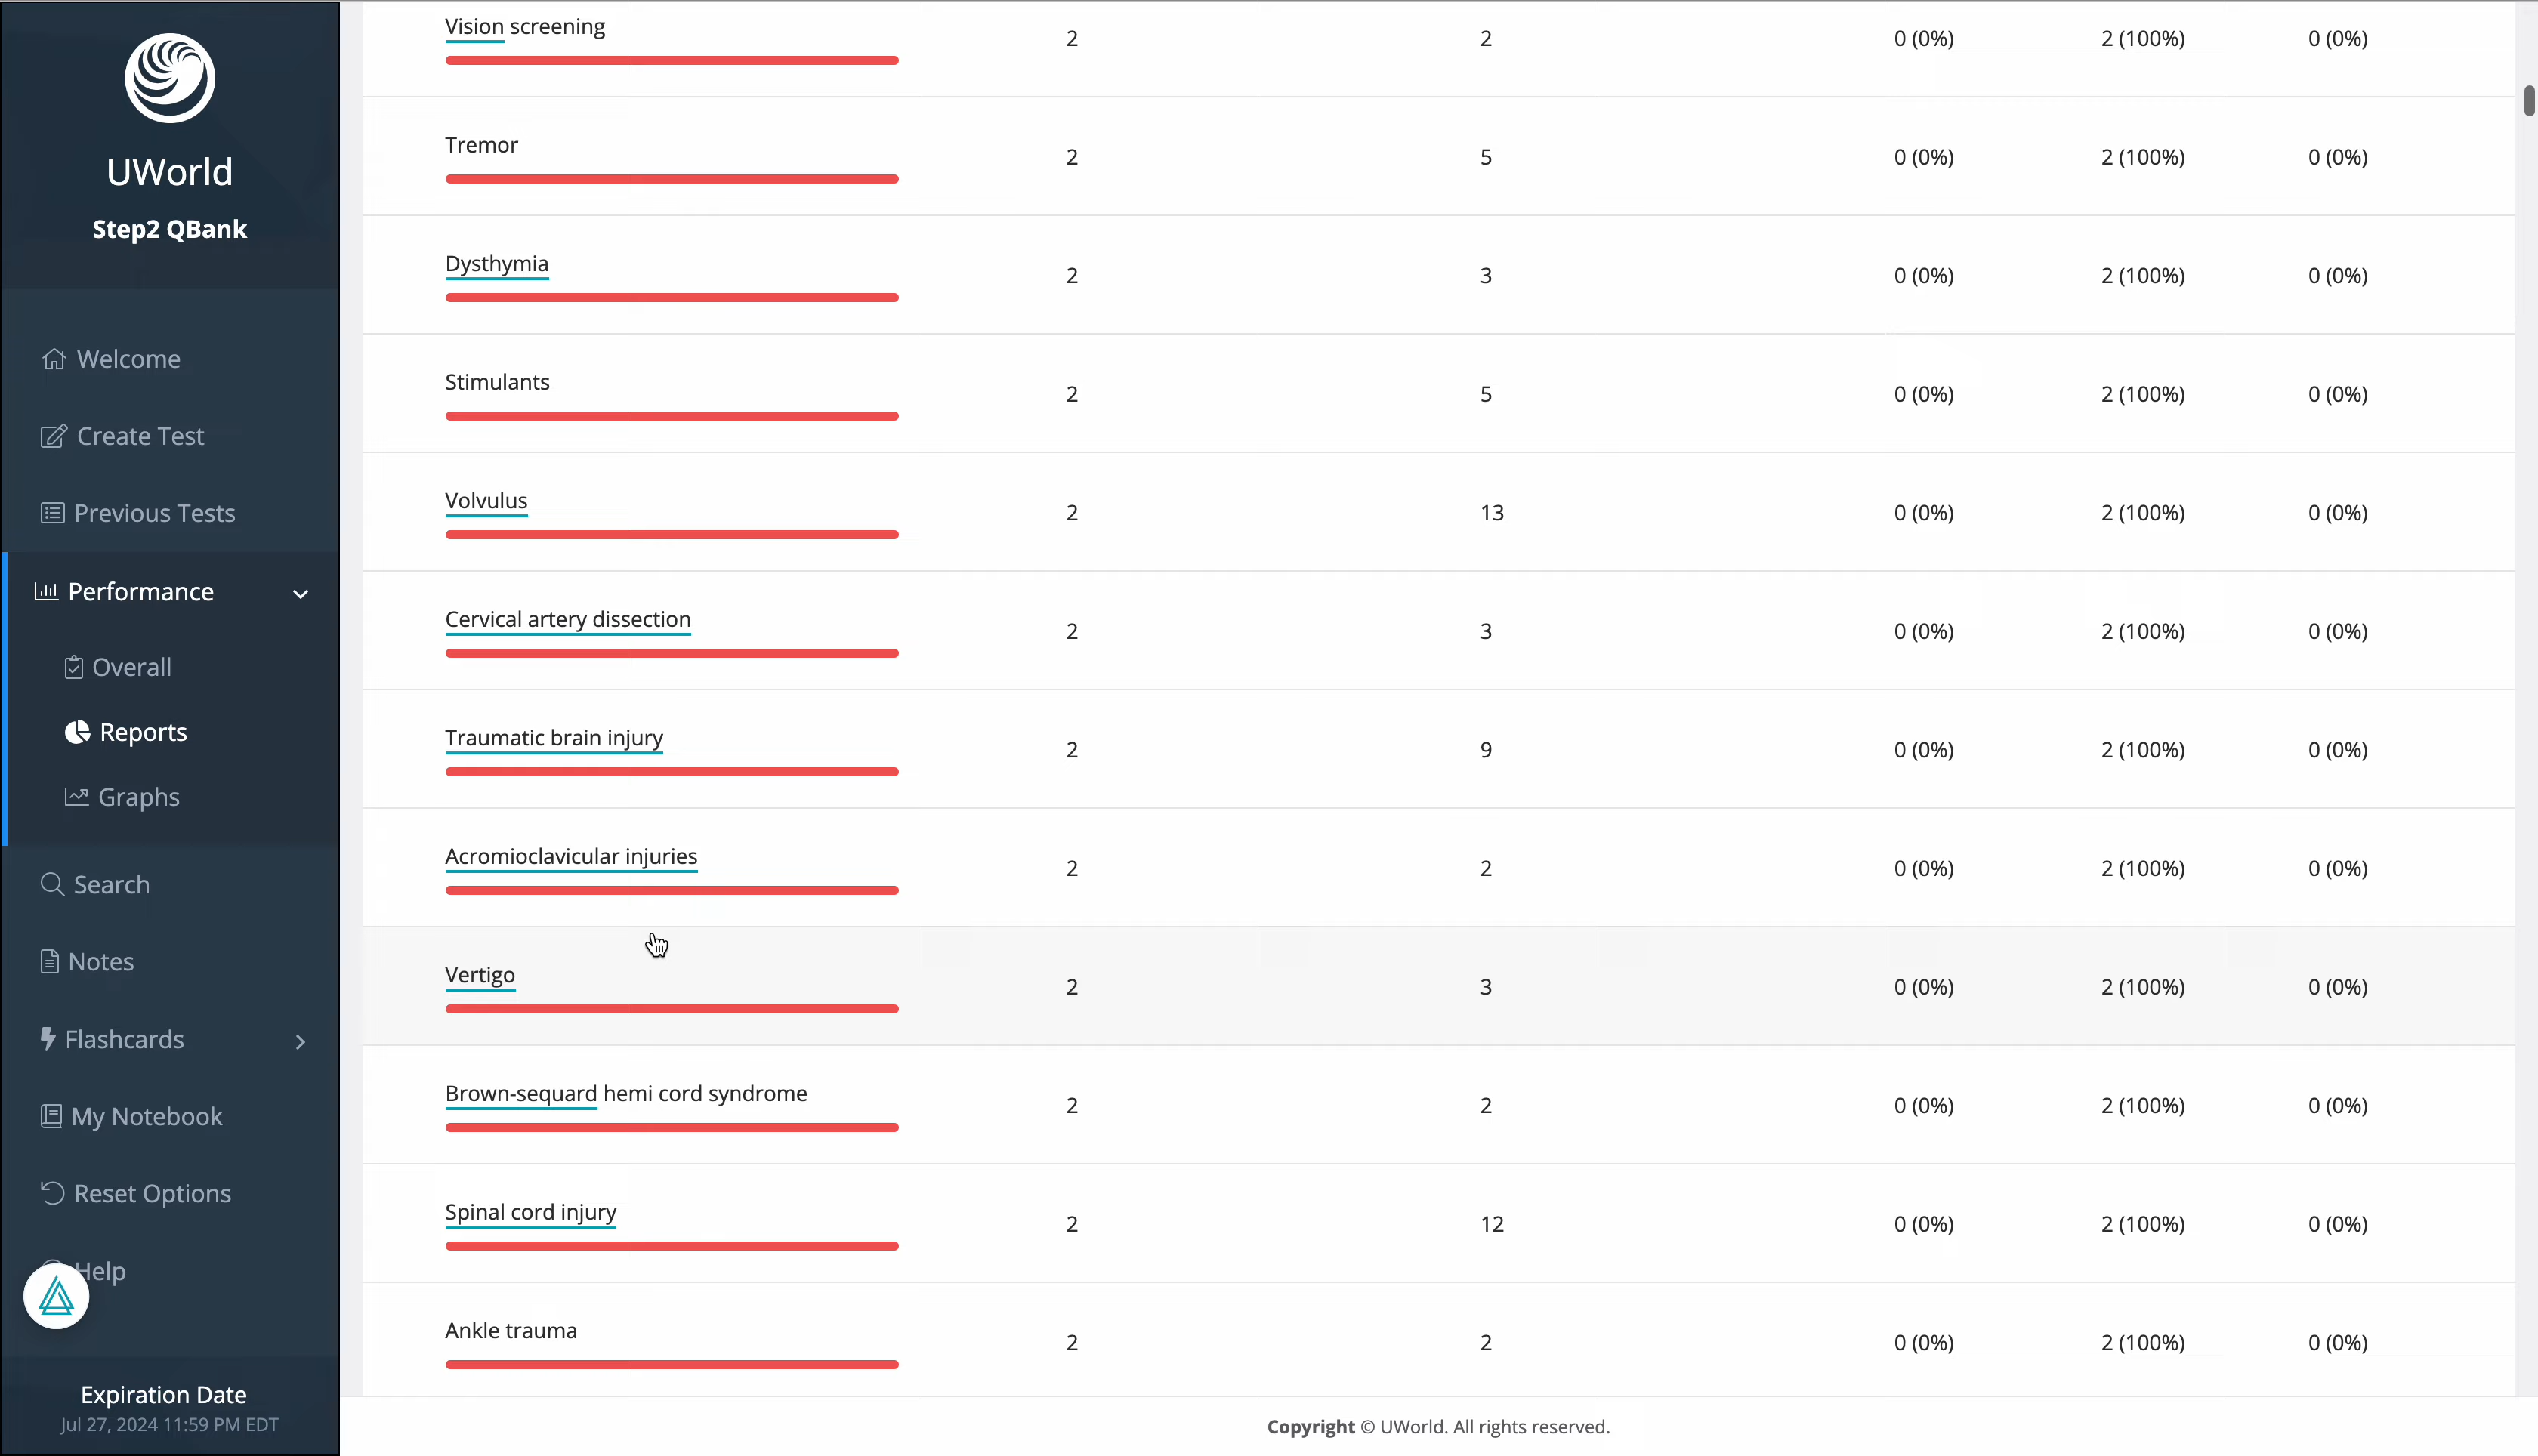 UWorld
Step2 QBank
Welcome
Create Test
Previous Tests
Performance
Overall
Reports
Graphs
Search
Notes
Flashcards
My Notebook
Reset Options
Help
Expiration Date
Jul 27, 2024 11:59 PM EDT
Vision screening 2 2 0 (0%) 2 (100%) 0 (0%)
Tremor 2 5 0 (0%) 2 (100%) 0 (0%)
Dysthymia 2 3 0 (0%) 2 (100%) 0 (0%)
Stimulants 2 5 0 (0%) 2 (100%) 0 (0%)
Volvulus 2 13 0 (0%) 2 (100%) 0 (0%)
Cervical artery dissection 2 3 0 (0%) 2 (100%) 0 (0%)
Traumatic brain injury 2 9 0 (0%) 2 (100%) 0 (0%)
Acromioclavicular injuries 2 2 0 (0%) 2 (100%) 0 (0%)
Vertigo 2 3 0 (0%) 2 (100%) 0 (0%)
Brown-sequard hemi cord syndrome 2 2 0 (0%) 2 (100%) 0 (0%)
Spinal cord injury 2 12 0 (0%) 2 (100%) 0 (0%)
Ankle trauma 2 2 0 (0%) 2 (100%) 0 (0%)
Copyright © UWorld. All rights reserved.